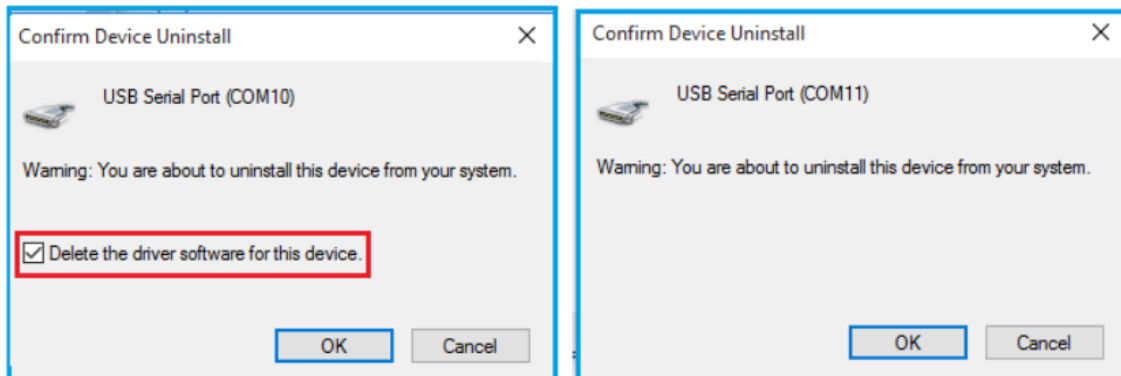 Confirm Device Uninstall
USB Serial Port (COM10)
Warning: You are about to uninstall this device from your system.
Delete the driver software for this device.
OK
Cancel
Confirm Device Uninstall
USB Serial Port (COM11)
Warning: You are about to uninstall this device from your system.
OK
Cancel